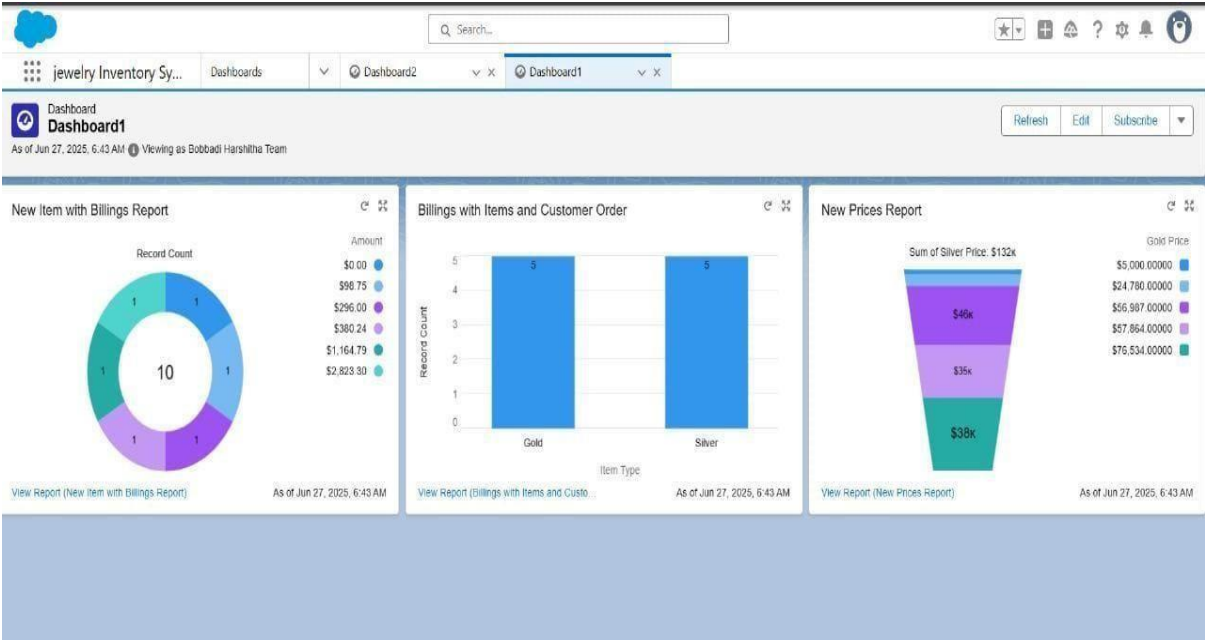 Search...
jewelry Inventory Sy...
Dashboards
Dashboard2
Dashboard1
Dashboard
Dashboard1
As of Jun 27, 2025, 6:43 AM Viewing as Bobbadi Harshitha Team
Refresh
Edit
Subscribe
New Item with Billings Report
Record Count
Amount
$0.00
$98.75
$296.00
$380.24
$1,164.79
$2,823.30
1
1
1
1
1
1
10
View Report (New Item with Billings Report)
As of Jun 27, 2025, 6:43 AM
Billings with Items and Customer Order
Record Count
5
4
3
2
1
0
5
5
Gold
Silver
Item Type
View Report (Billings with Items and Custo...
As of Jun 27, 2025, 6:43 AM
New Prices Report
Sum of Silver Price: $132K
Gold Price
$5,000.00000
$24,780.00000
$56,987.00000
$57,864.00000
$76,534.00000
$46K
$35K
$38K
View Report (New Prices Report)
As of Jun 27, 2025, 6:43 AM